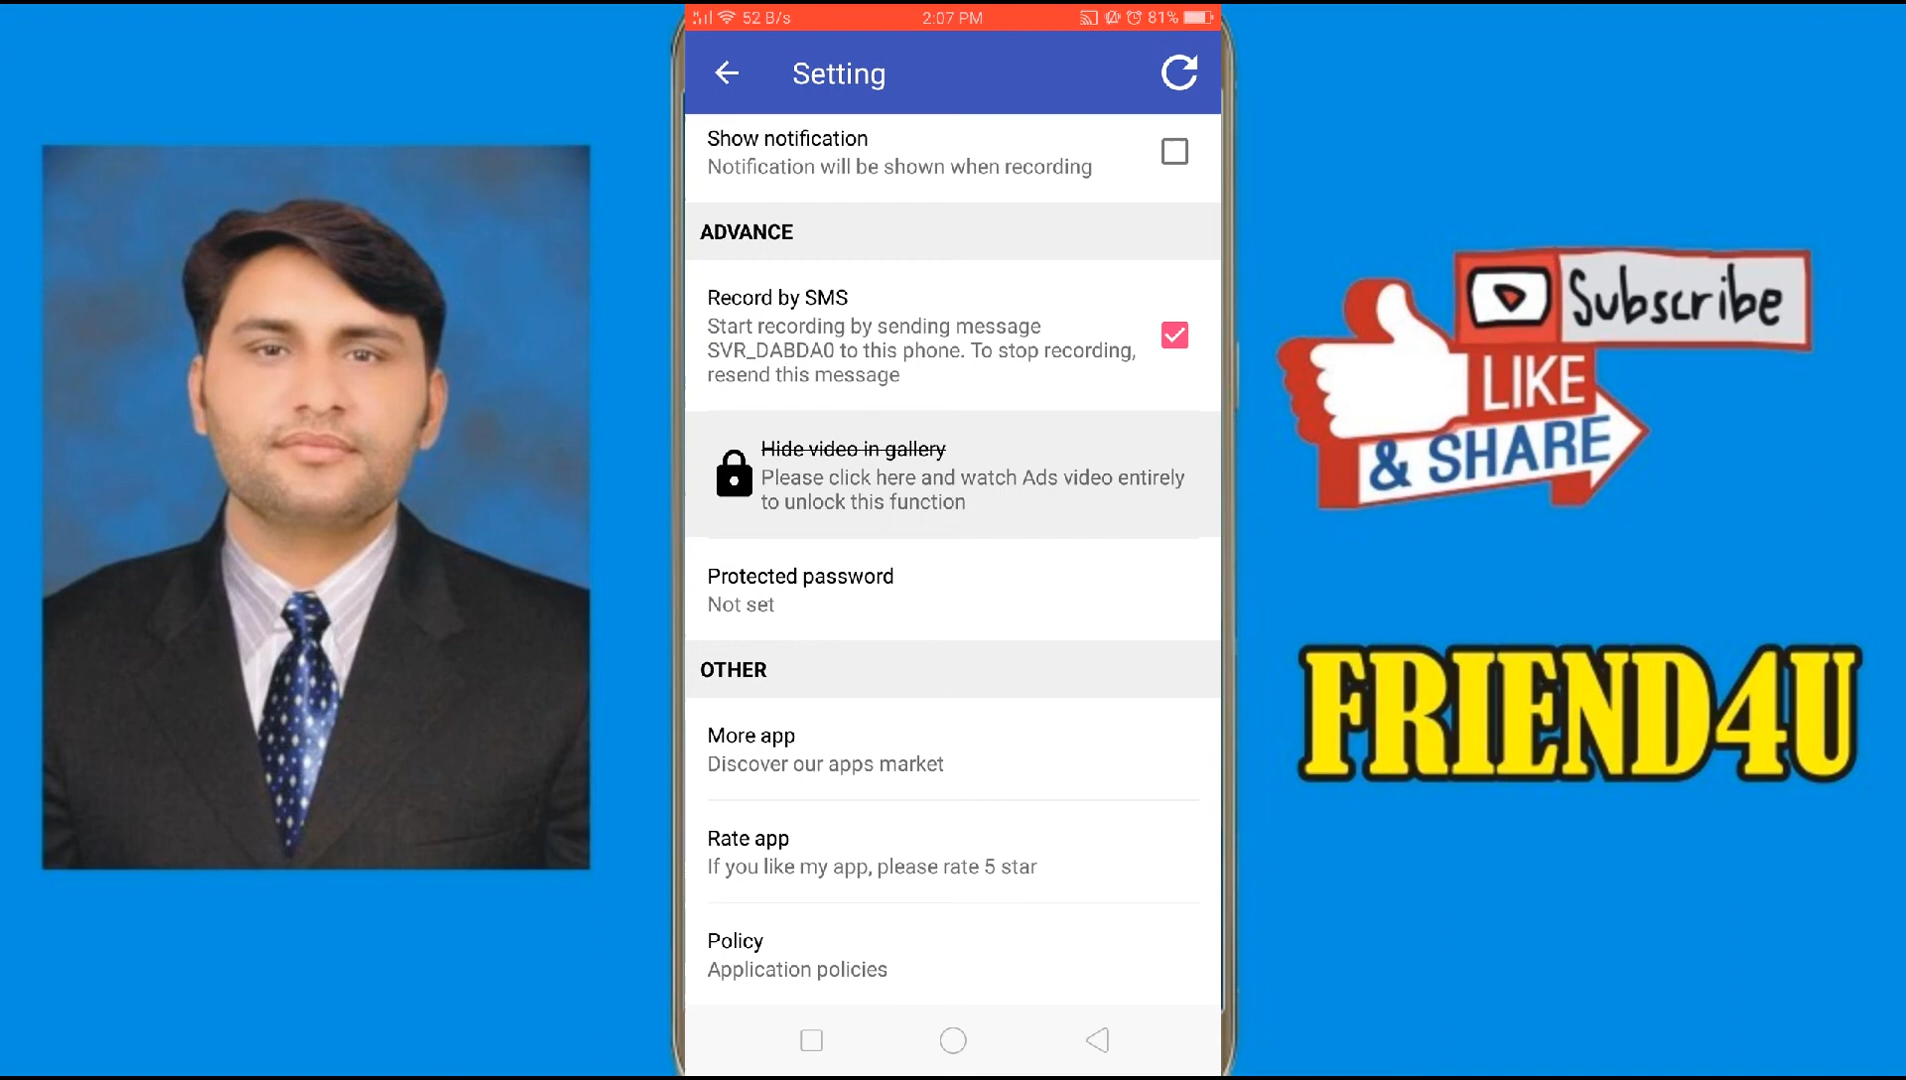 52 B/s
2:07 PM
81%
Setting
Show notification
Notification will be shown when recording
ADVANCE
Record by SMS
Start recording by sending message
SVR_DABDA0 to this phone. To stop recording,
resend this message
Hide video in gallery
Please click here and watch Ads video entirely
to unlock this function
Protected password
Not set
OTHER
More app
Discover our apps market
Rate app
If you like my app, please rate 5 star
Policy
Application policies
Subscribe
LIKE
& SHARE
FRIEND4U